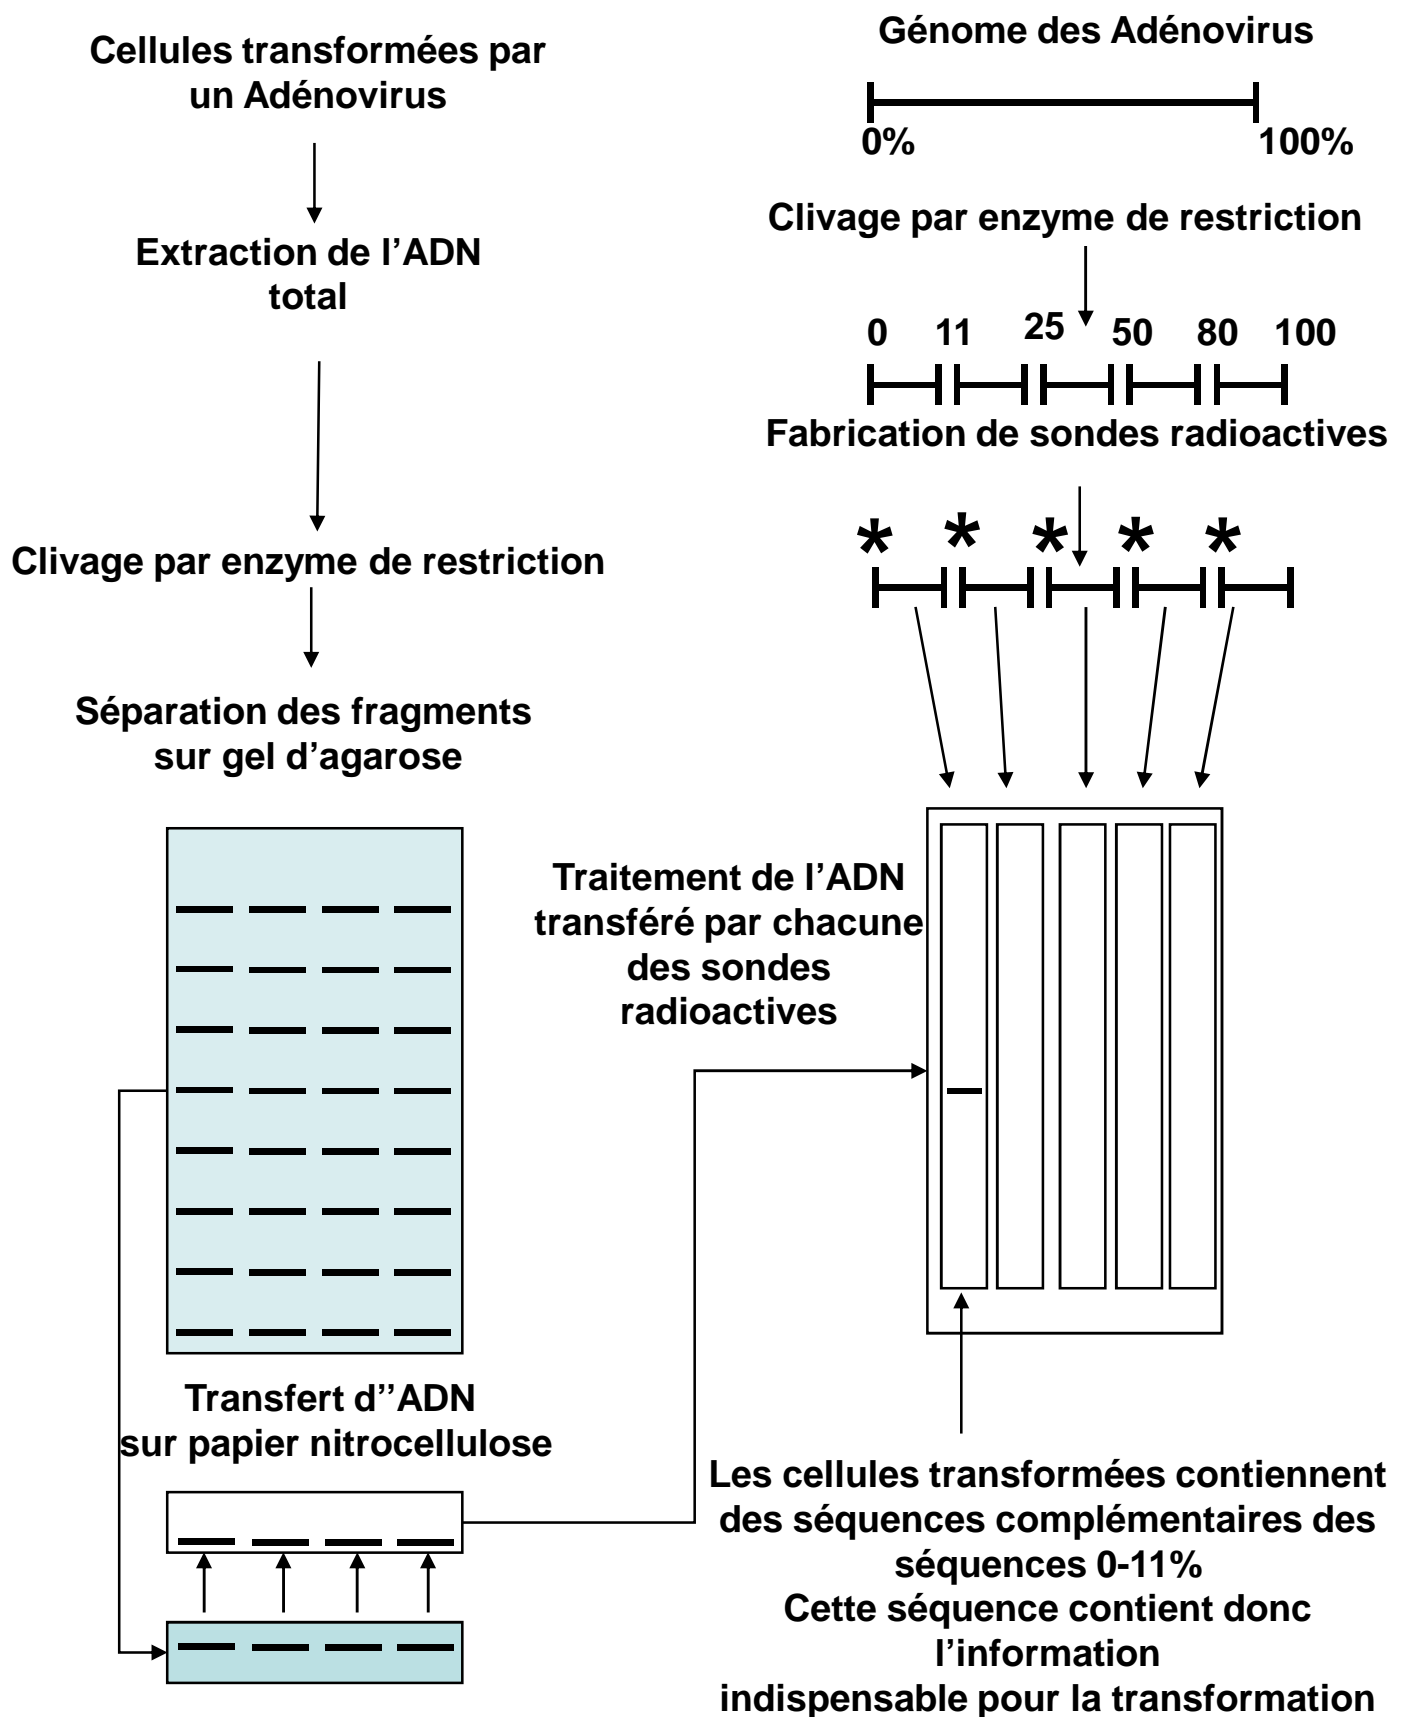 Cellules transformées par
un Adénovirus
Extraction de l’ADN
total
Clivage par enzyme de restriction
Séparation des fragments
sur gel d’agarose
Transfert d’’ADN
sur papier nitrocellulose
Génome des Adénovirus
0% 100%
Clivage par enzyme de restriction
0 11 25 50 80 100
Fabrication de sondes radioactives
* * * * *
Traitement de l’ADN
transféré par chacune
des sondes
radioactives
Les cellules transformées contiennent
des séquences complémentaires des
séquences 0-11%
Cette séquence contient donc
l’information
indispensable pour la transformation